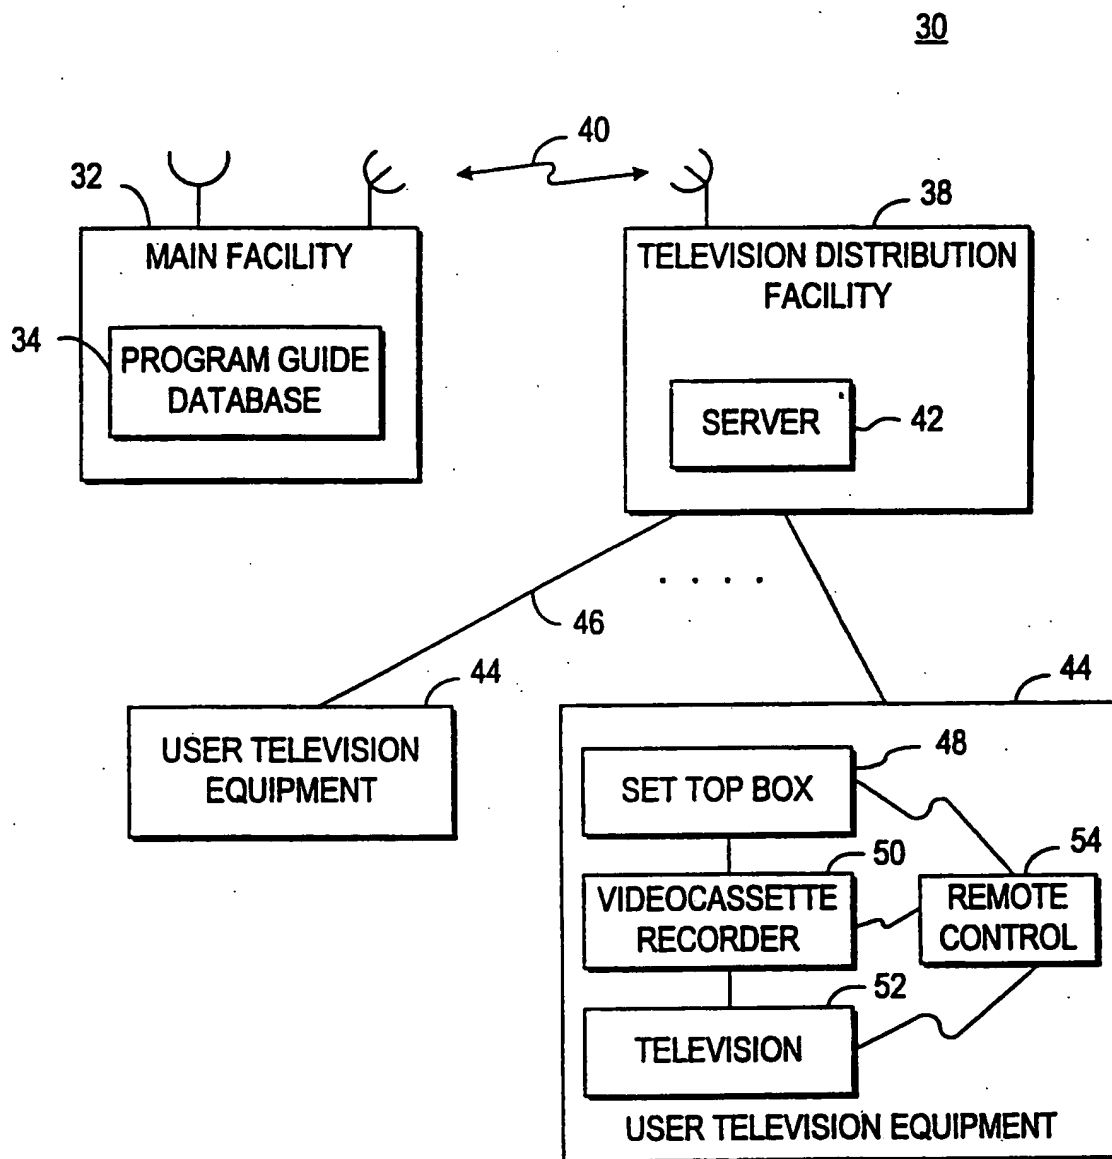 30
40
32
38
MAIN FACILITY
TELEVISION DISTRIBUTION
FACILITY
34
PROGRAM GUIDE
DATABASE
SERVER
42
46
44
44
USER TELEVISION
EQUIPMENT
48
SET TOP BOX
50
54
VIDEOCASSETTE
RECORDER
REMOTE
CONTROL
52
TELEVISION
USER TELEVISION EQUIPMENT